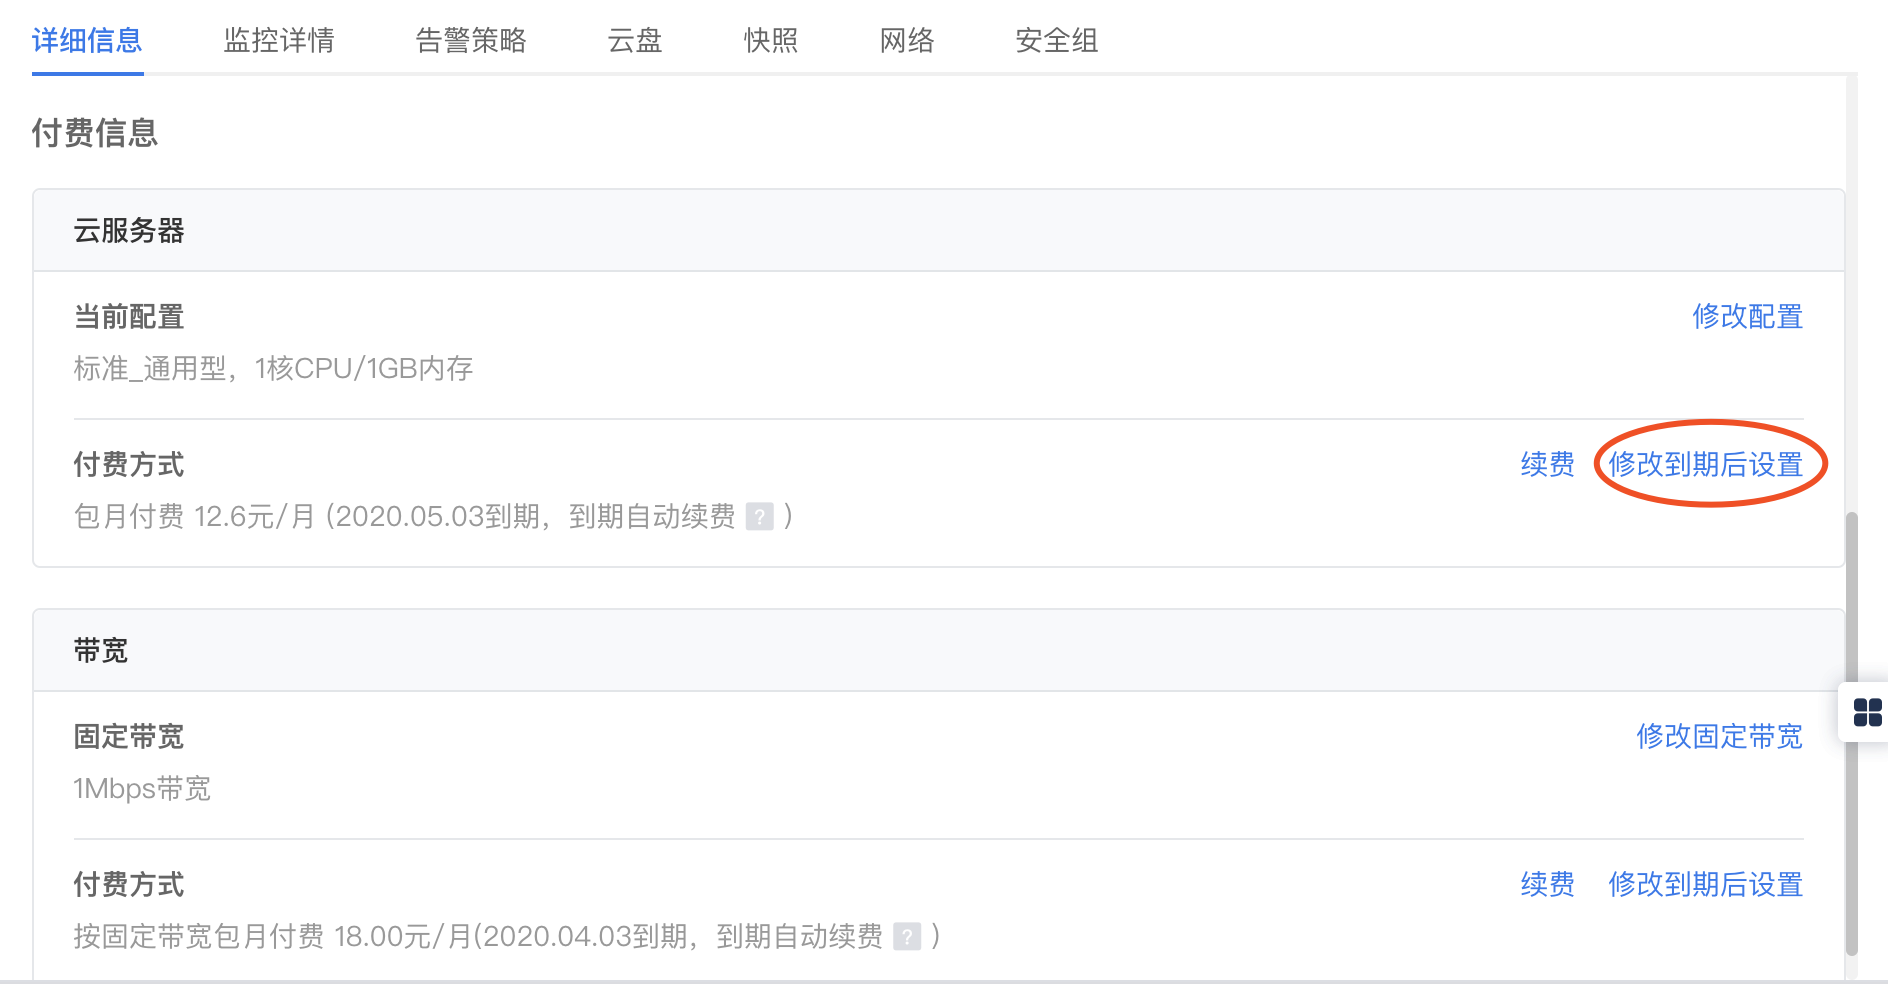 详细信息 监控详情 告警策略 云盘 快照 网络 安全组
付费信息
云服务器
当前配置 修改配置
标准_通用型，1核CPU/1GB内存
付费方式 续费 修改到期后设置
包月付费 12.6元/月 (2020.05.03到期，到期自动续费 ? )
带宽
固定带宽 修改固定带宽
1Mbps带宽
付费方式 续费 修改到期后设置
按固定带宽包月付费 18.00元/月(2020.04.03到期，到期自动续费 ? )